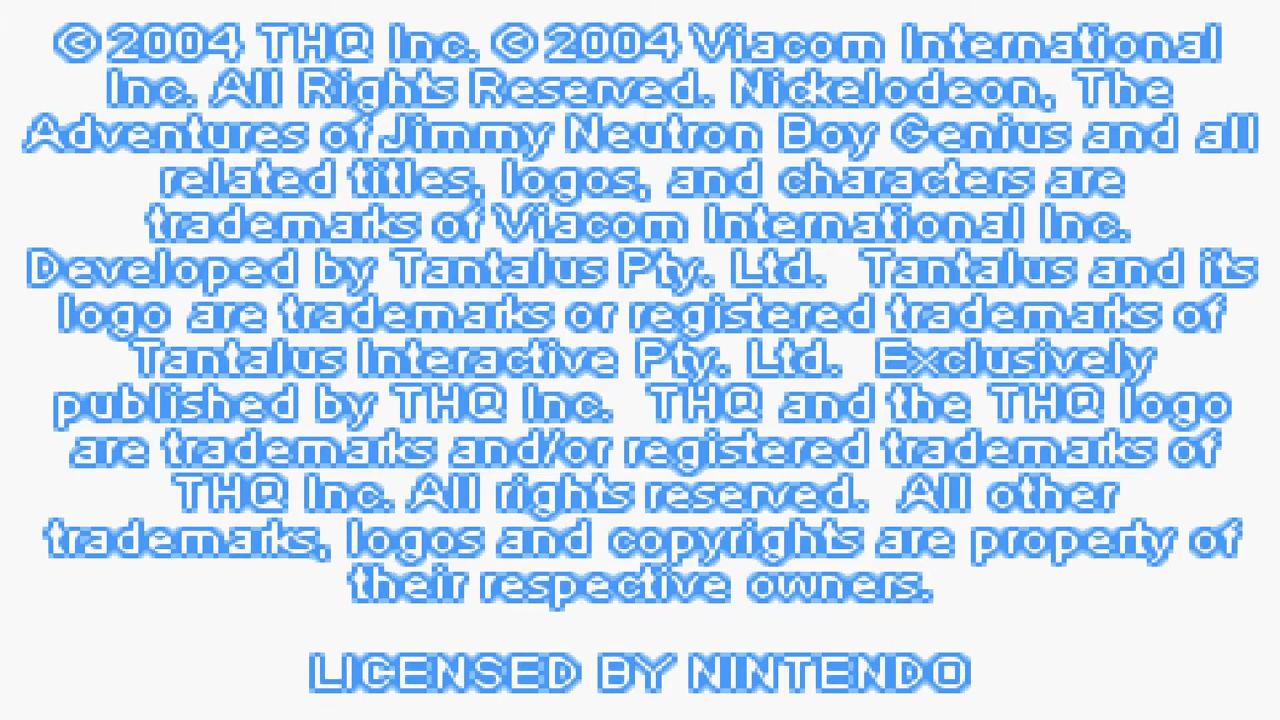 © 2004 THQ Inc. © 2004 Viacom International
Inc. All Rights Reserved. Nickelodeon, The
Adventures of Jimmy Neutron Boy Genius and all
related titles, logos, and characters are
trademarks of Viacom International Inc.
Developed by Tantalus Pty. Ltd.  Tantalus and its
logo are trademarks or registered trademarks of
Tantalus Interactive Pty. Ltd.  Exclusively
published by THQ Inc.  THQ and the THQ logo
are trademarks and/or registered trademarks of
THQ Inc. All rights reserved.  All other
trademarks, logos and copyrights are property of
their respective owners.
LICENSED BY NINTENDO